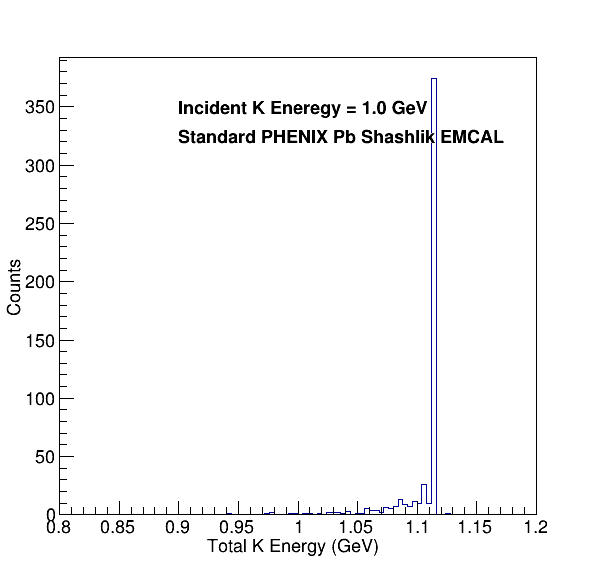 Incident K Eneregy = 1.0 GeV
Standard PHENIX Pb Shashlik EMCAL
350
300
250
200
150
100
50
0
Counts
0.8 0.85 0.9 0.95 1 1.05 1.1 1.15 1.2
Total K Energy (GeV)